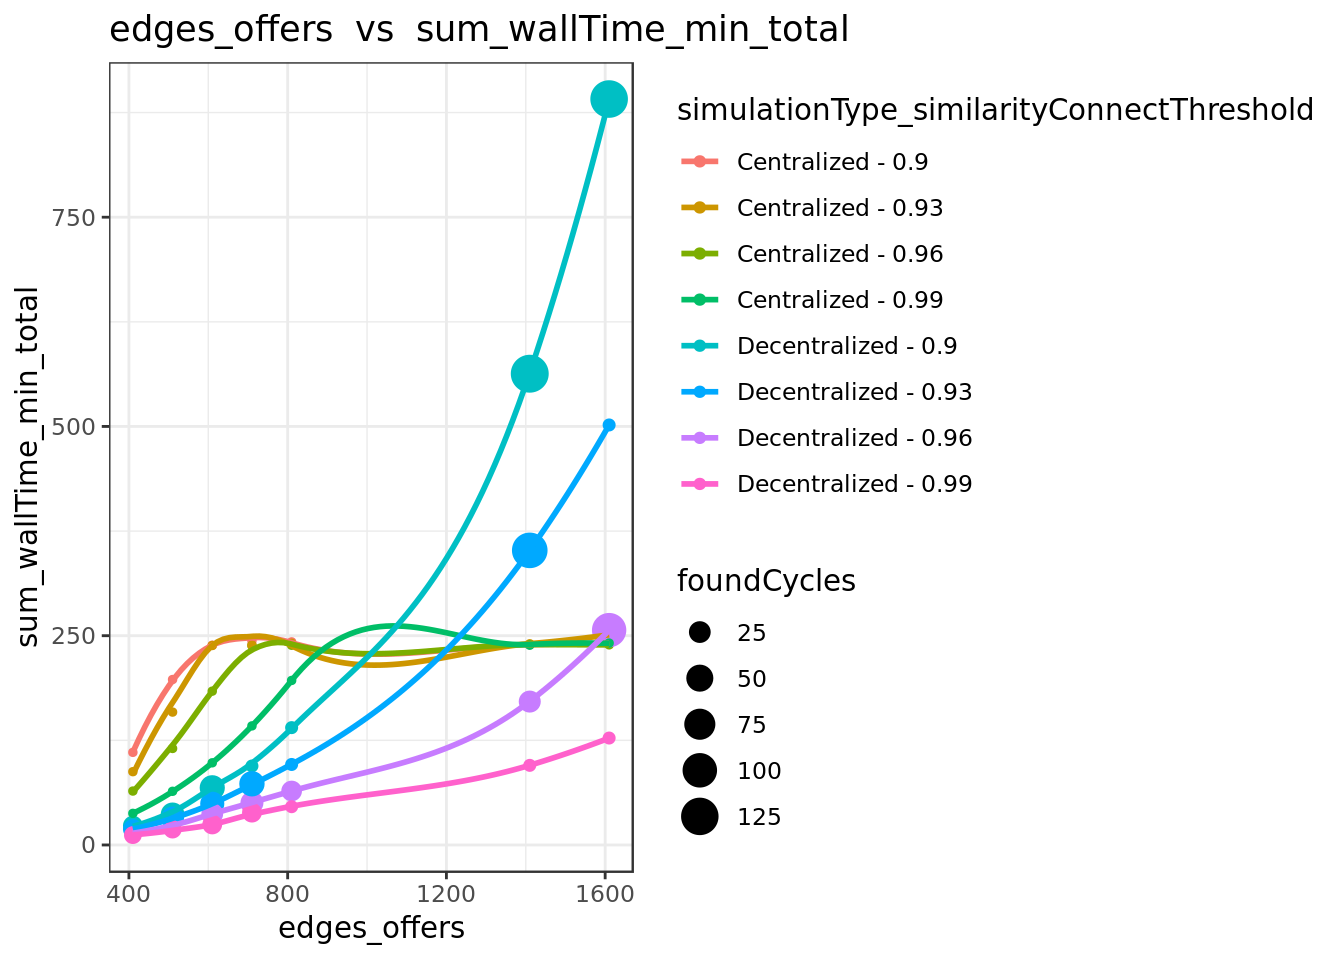 edges_offers vs sum_wallTime_min_total
sum_wallTime_min_total
750
500
250
0
400 800 1200 1600
edges_offers
simulationType_similarityConnectThreshold
Centralized - 0.9
Centralized - 0.93
Centralized - 0.96
Centralized - 0.99
Decentralized - 0.9
Decentralized - 0.93
Decentralized - 0.96
Decentralized - 0.99
foundCycles
25
50
75
100
125